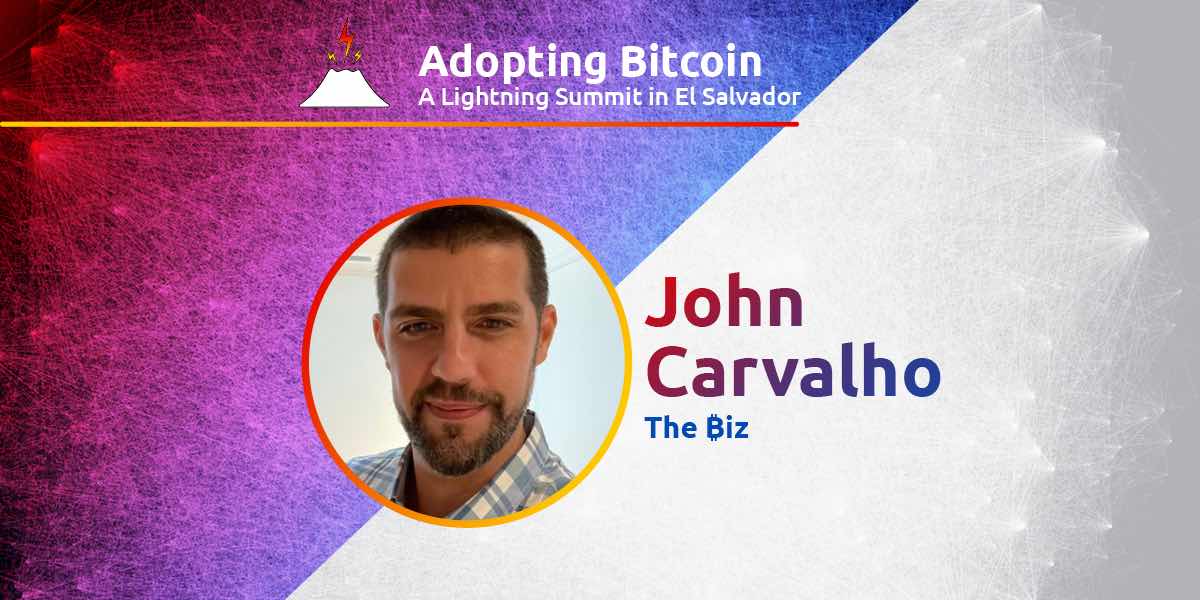 Adopting Bitcoin
A Lightning Summit in El Salvador
John
Carvalho
The ₿iz